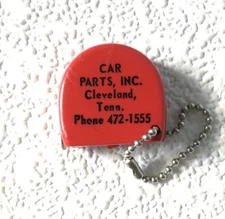 CAR
PARTS, INC.
Cleveland,
Tenn.
Phone 472-1555